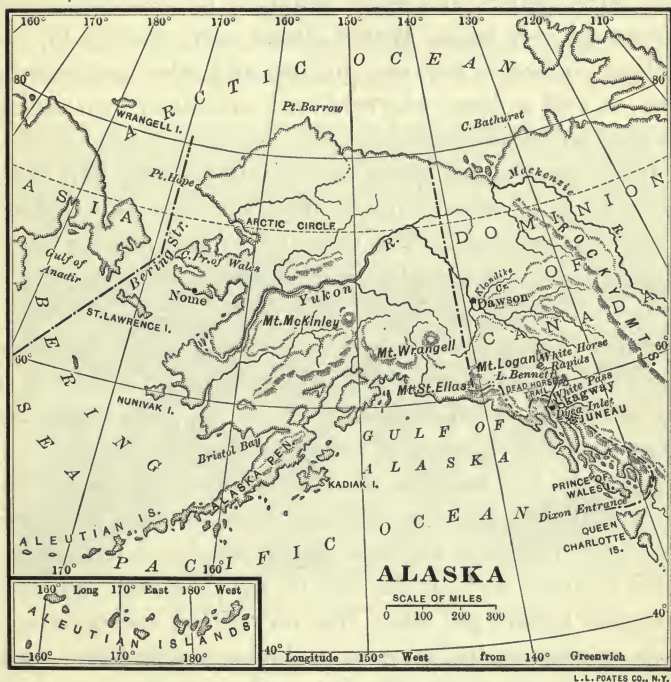 160° 170° 180° 170° 160° 150° 140° 130° 120° 110°
80°
80°
ARCTIC OCEAN
WRANGELL I.
Pt. Barrow
C. Bathurst
Pt. Hope
Mackenzie R.
ASIA
ARCTIC CIRCLE
DOMINION OF CANADA
ROCKY MTS.
Gulf of
Anadir
Bering Str.
C. Pr. of Wales
Nome
Yukon R.
Klondike
Cr.
Dawson
ST. LAWRENCE I.
Mt. McKinley
Mt. Wrangell
Mt. Logan
White Horse
Rapids
L. Bennett
DEAD HORSE
TRAIL
White Pass
Skagway
Dyea Inlet
JUNEAU
Mt. St. Elias
60°
60
BERING SEA
NUNIVAK I.
Bristol Bay
GULF OF
ALASKA
ALASKA PEN.
KADIAK I.
PRINCE OF
WALES I.
Dixon Entrance
QUEEN
CHARLOTTE
IS.
ALEUTIAN IS.
PACIFIC OCEAN
170°
160°
40°
ALASKA
SCALE OF MILES
0 100 200 300
160° Long 170° East 180° West
ALEUTIAN ISLANDS
160° 170° 180°
40° Longitude 150° West from 140° Greenwich
L.L. POATES CO., N.Y.